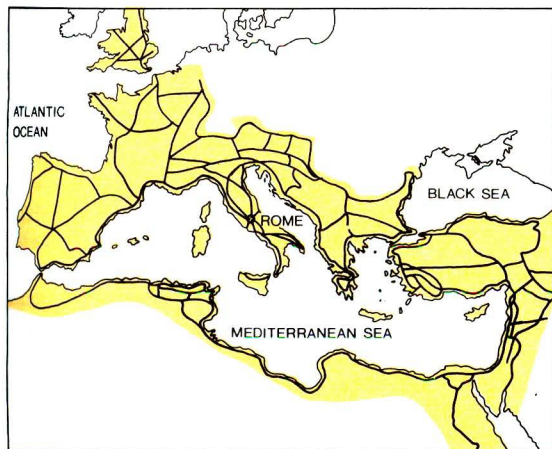 ATLANTIC
OCEAN
BLACK SEA
ROME
MEDITERRANEAN SEA